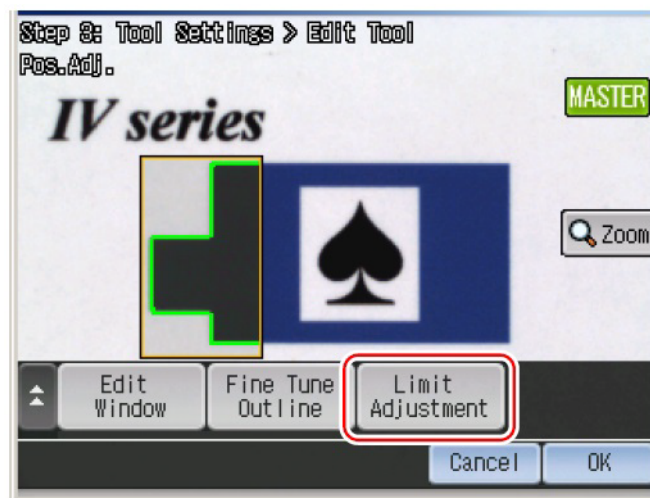 Step 3: Tool Settings > Edit Tool
Pos.Adj.
MASTER
IV series
Zoom
Edit
Window
Fine Tune
Outline
Limit
Adjustment
Cancel
OK